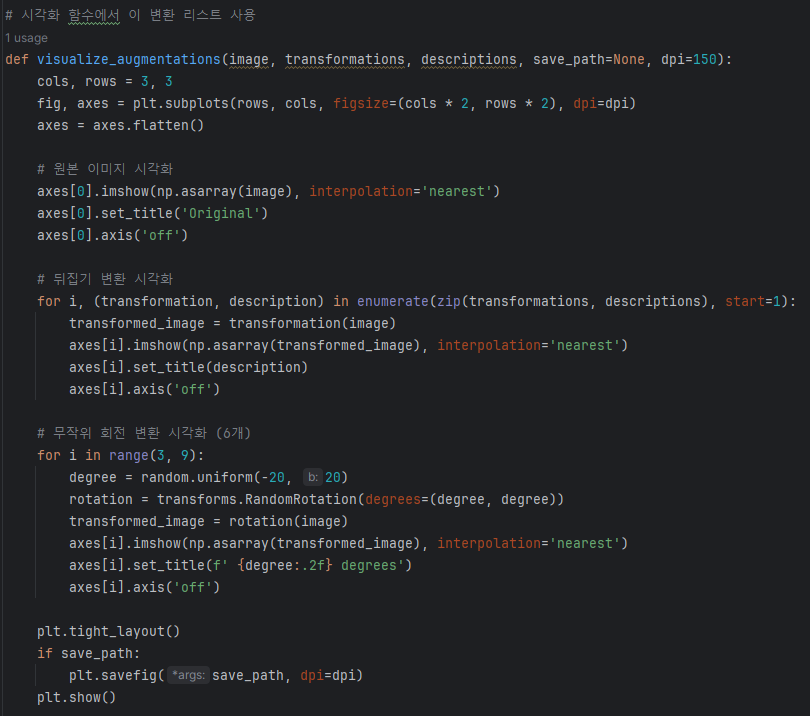 # 시각화 함수에서 이 변환 리스트 사용
1 usage
def visualize_augmentations(image, transformations, descriptions, save_path=None, dpi=150):
    cols, rows = 3, 3
    fig, axes = plt.subplots(rows, cols, figsize=(cols * 2, rows * 2), dpi=dpi)
    axes = axes.flatten()
    # 원본 이미지 시각화
    axes[0].imshow(np.asarray(image), interpolation='nearest')
    axes[0].set_title('Original')
    axes[0].axis('off')
    # 뒤집기 변환 시각화
    for i, (transformation, description) in enumerate(zip(transformations, descriptions), start=1):
        transformed_image = transformation(image)
        axes[i].imshow(np.asarray(transformed_image), interpolation='nearest')
        axes[i].set_title(description)
        axes[i].axis('off')
    # 무작위 회전 변환 시각화 (6개)
    for i in range(3, 9):
        degree = random.uniform(-20, b: 20)
        rotation = transforms.RandomRotation(degrees=(degree, degree))
        transformed_image = rotation(image)
        axes[i].imshow(np.asarray(transformed_image), interpolation='nearest')
        axes[i].set_title(f' {degree:.2f} degrees')
        axes[i].axis('off')
    plt.tight_layout()
    if save_path:
        plt.savefig( *args: save_path, dpi=dpi)
    plt.show()